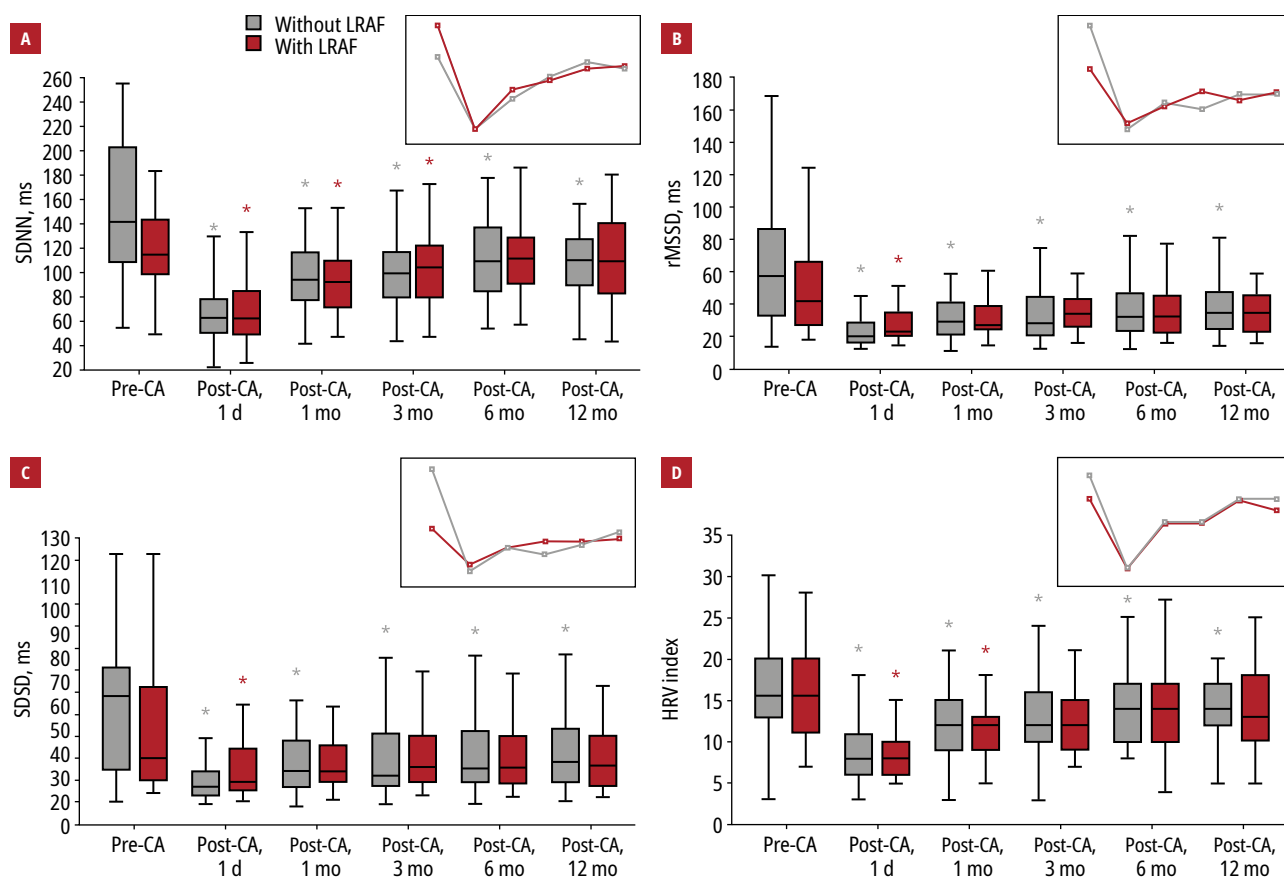 A
Without LRAF
With LRAF
SDNN, ms
260
240
220
200
180
160
140
120
100
80
60
40
20
*
*
*
*
*
*
*
*
Pre-CA
Post-CA,
1 d
Post-CA,
1 mo
Post-CA,
3 mo
Post-CA,
6 mo
Post-CA,
12 mo
B
rMSSD, ms
180
160
140
120
100
80
60
40
20
0
*
*
*
*
*
*
Pre-CA
Post-CA,
1 d
Post-CA,
1 mo
Post-CA,
3 mo
Post-CA,
6 mo
Post-CA,
12 mo
C
SDSD, ms
130
120
110
100
90
80
70
60
50
40
30
20
0
*
*
*
*
*
*
Pre-CA
Post-CA,
1 d
Post-CA,
1 mo
Post-CA,
3 mo
Post-CA,
6 mo
Post-CA,
12 mo
D
HRV index
35
30
25
20
15
10
5
0
*
*
*
*
*
*
*
Pre-CA
Post-CA,
1 d
Post-CA,
1 mo
Post-CA,
3 mo
Post-CA,
6 mo
Post-CA,
12 mo